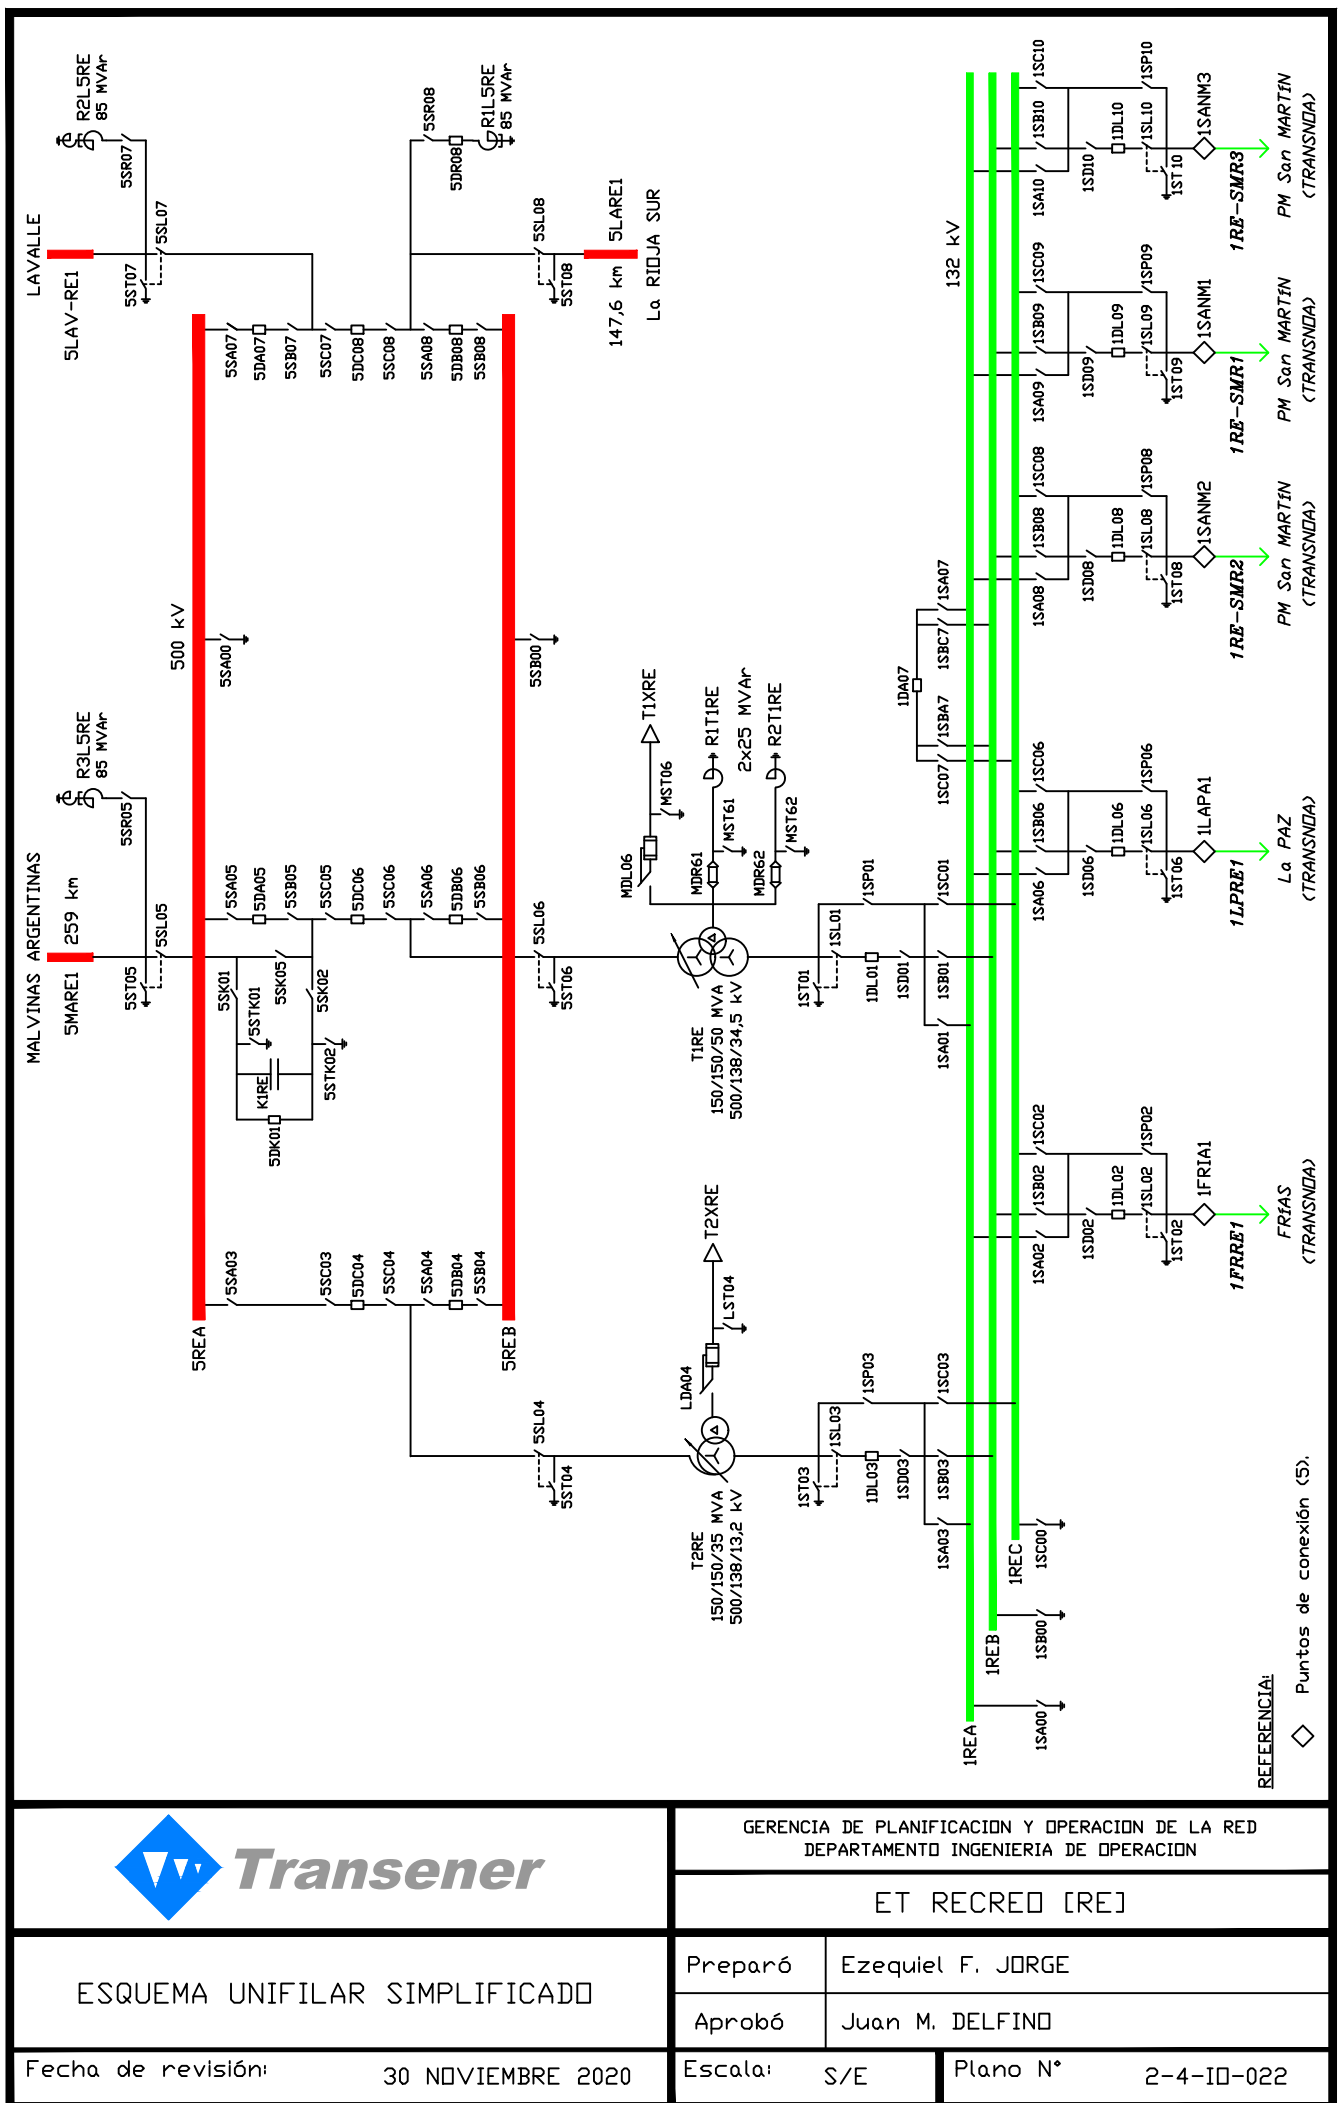 LAVALLE
5LAV-RE1
R2L5RE
85 MVAr
5SR07
5ST07
5SL07
5SR08
5DR08
R1L5RE
85 MVAr
5SL08
5ST08
5LARE1
147,6 km
La RIOJA SUR
5SA07
5DA07
5SB07
5SC07
5DC08
5SC08
5SA08
5DB08
5SB08
500 kV
5SA00
5SB00
MALVINAS ARGENTINAS
5MARE1
259 km
R3L5RE
85 MVAr
5SR05
5ST05
5SL05
5SA05
5DA05
5SB05
5SC05
5DC06
5SC06
5SA06
5DB06
5SB06
5SK01
5STK01
5SK05
5SK02
5STK02
K1RE
5DK01
5SL06
5ST06
5SA03
5SC03
5DC04
5SC04
5SA04
5DB04
5SB04
5REA
5REB
5SL04
5ST04
T1XRE
MDL06
MST06
R1T1RE
2x25 MVAr
R2T1RE
MDR61
MST61
MDR62
MST62
T1RE
150/150/50 MVA
500/138/34,5 kV
T2XRE
LST04
LDA04
T2RE
150/150/35 MVA
500/138/13,2 kV
1SP01
1SL01
1ST01
1DL01
1SD01
1SC01
1SB01
1SA01
1SP03
1SL03
1ST03
1DL03
1SD03
1SC03
1SB03
1SA03
132 kV
1SA07
1SBC7
1DA07
1SBA7
1SC07
1REA
1REB
1REC
1SA00
1SB00
1SC00
1SC10
1SB10
1SA10
1SP10
1SD10
1DL10
1SL10
1ST10
1SANM3
1RE-SMR3
PM San MARTíN
(TRANSNOA)
1SC09
1SB09
1SA09
1SP09
1SD09
1DL09
1SL09
1ST09
1SANM1
1RE-SMR1
PM San MARTíN
(TRANSNOA)
1SC08
1SB08
1SA08
1SP08
1SD08
1DL08
1SL08
1ST08
1SANM2
1RE-SMR2
PM San MARTíN
(TRANSNOA)
1SC06
1SB06
1SA06
1SP06
1SD06
1DL06
1SL06
1ST06
1LAPA1
1LPRE1
La PAZ
(TRANSNOA)
1SC02
1SB02
1SA02
1SP02
1SD02
1DL02
1SL02
1ST02
1FRIA1
1FRRE1
FRíAS
(TRANSNOA)
REFERENCIA:
Puntos de conexión (5).
Transener
GERENCIA DE PLANIFICACION Y OPERACION DE LA RED
DEPARTAMENTO INGENIERIA DE OPERACION
ET RECREO [RE]
ESQUEMA UNIFILAR SIMPLIFICADO
Preparó Ezequiel F. JORGE
Aprobó Juan M. DELFINO
Fecha de revisión: 30 NOVIEMBRE 2020
Escala: S/E
Plano N° 2-4-IO-022